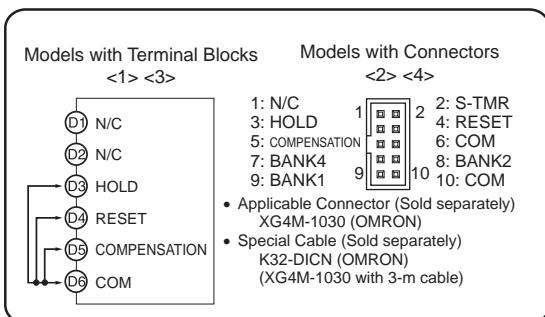 Models with Terminal Blocks
<1> <3>
D1 N/C
D2 N/C
D3 HOLD
D4 RESET
D5 COMPENSATION
D6 COM
Models with Connectors
<2> <4>
1: N/C
3: HOLD
5: COMPENSATION
7: BANK4
9: BANK1
1 2
9 10
2: S-TMR
4: RESET
6: COM
8: BANK2
10: COM
• Applicable Connector (Sold separately)
XG4M-1030 (OMRON)
• Special Cable (Sold separately)
K32-DICN (OMRON)
(XG4M-1030 with 3-m cable)